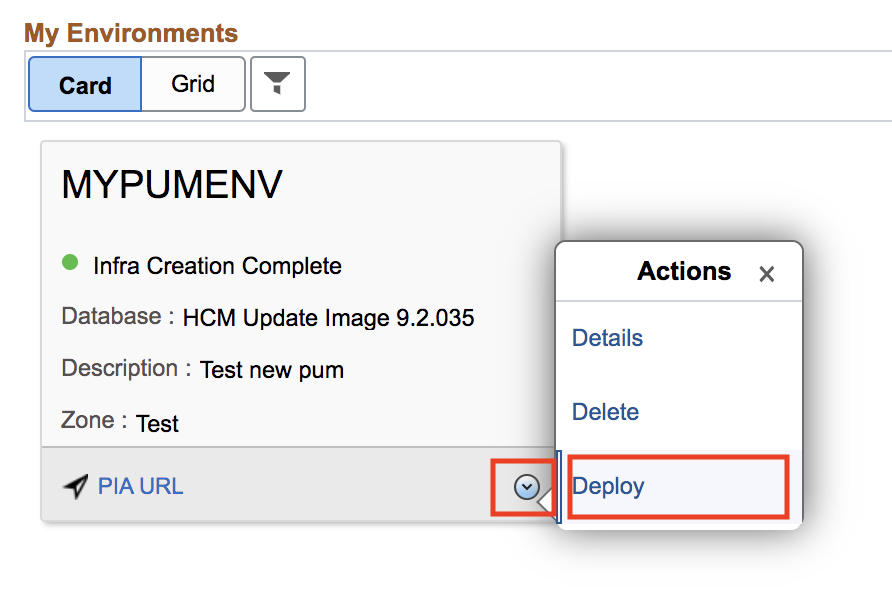 My Environments
Card
Grid
MYPUMENV
Infra Creation Complete
Database : HCM Update Image 9.2.035
Description : Test new pum
Zone : Test
PIA URL
Actions
Details
Delete
Deploy